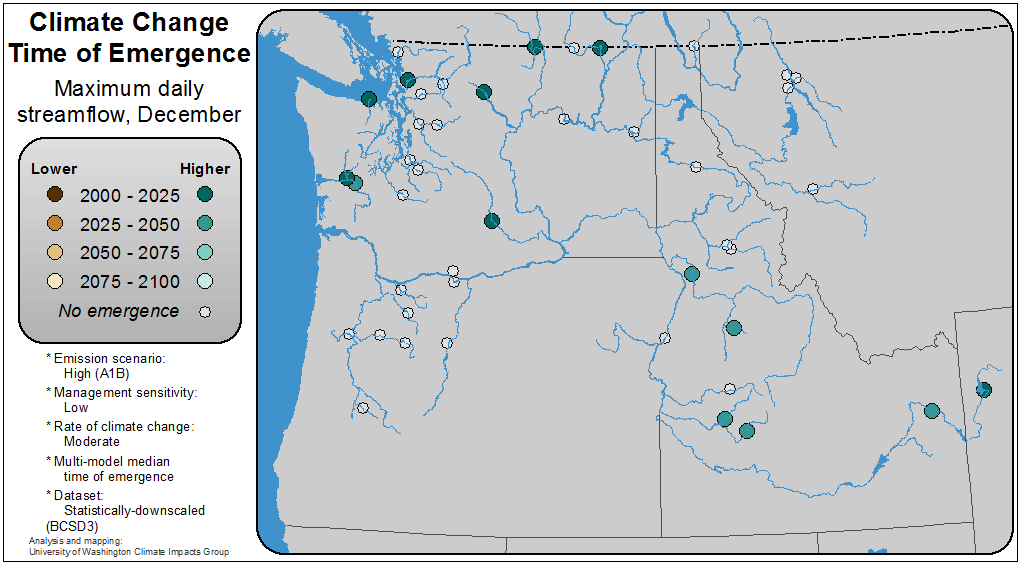 Climate Change
Time of Emergence
Maximum daily
streamflow, December
Lower Higher
2000 - 2025
2025 - 2050
2050 - 2075
2075 - 2100
No emergence
* Emission scenario:
High (A1B)
* Management sensitivity:
Low
* Rate of climate change:
Moderate
* Multi-model median
time of emergence
* Dataset:
Statistically-downscaled
(BCSD3)
Analysis and mapping:
University of Washington Climate Impacts Group